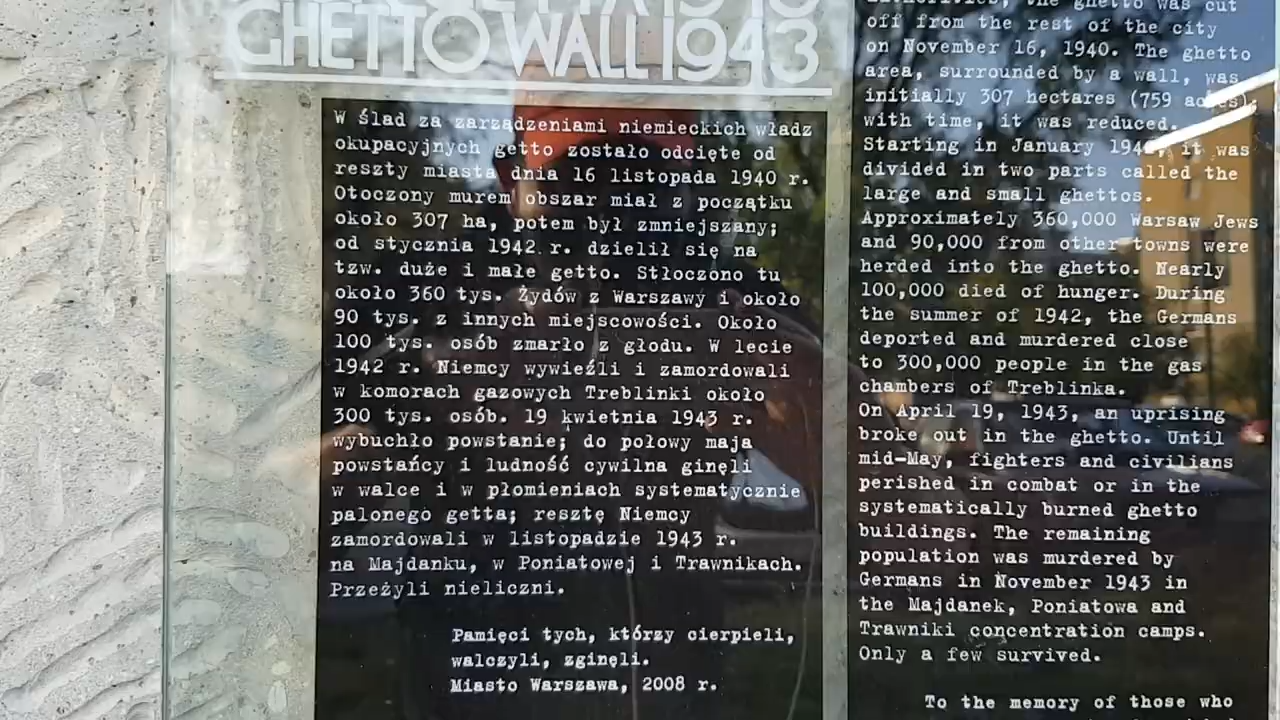 GHETTO WALL 1943
W ślad za zarządzeniami niemieckich władz
okupacyjnych getto zostało odcięte od
reszty miasta dnia 16 listopada 1940 r.
Otoczony murem obszar miał z początku
około 307 ha, potem był zmniejszany;
od stycznia 1942 r. dzielił się na
tzw. duże i małe getto. Stłoczono tu
około 360 tys. Żydów z Warszawy i około
90 tys. z innych miejscowości. Około
100 tys. osób zmarło z głodu. W lecie
1942 r. Niemcy wywieźli i zamordowali
w komorach gazowych Treblinki około
300 tys. osób. 19 kwietnia 1943 r.
wybuchło powstanie; do połowy maja
powstańcy i ludność cywilna ginęli
w walce i w płomieniach systematycznie
palonego getta; resztę Niemcy
zamordowali w listopadzie 1943 r.
na Majdanku, w Poniatowej i Trawnikach.
Przeżyli nieliczni.
Pamięci tych, którzy cierpieli,
walczyli, zginęli.
Miasto Warszawa, 2008 r.
the ghetto was cut
off from the rest of the city
on November 16, 1940. The ghetto
area, surrounded by a wall, was
initially 307 hectares (759 acres);
with time, it was reduced.
Starting in January 194 , it was
divided in two parts called the
large and small ghettos.
Approximately 360,000 Warsaw Jews
and 90,000 from other towns were
herded into the ghetto. Nearly
100,000 died of hunger. During
the summer of 1942, the Germans
deported and murdered close
to 300,000 people in the gas
chambers of Treblinka.
On April 19, 1943, an uprising
broke out in the ghetto. Until
mid-May, fighters and civilians
perished in combat or in the
systematically burned ghetto
buildings. The remaining
population was murdered by
Germans in November 1943 in
the Majdanek, Poniatowa and
Trawniki concentration camps.
Only a few survived.
To the memory of those who